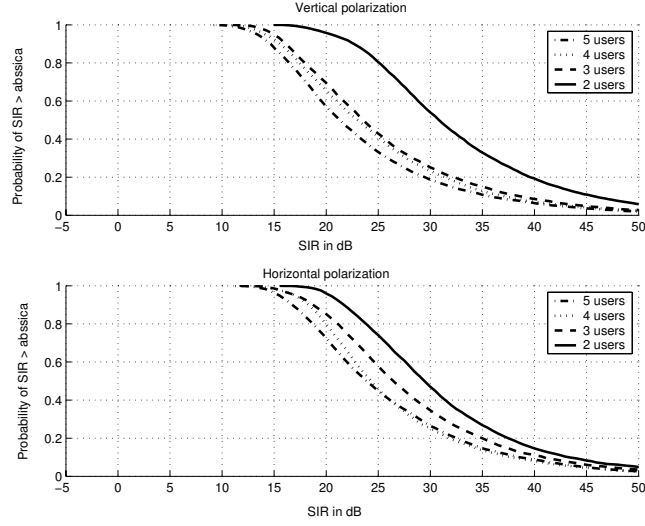 Vertical polarization
1
0.8
0.6
0.4
0.2
0
Probability of SIR > abssica
5 users
4 users
3 users
2 users
−5
0
5
10
15
20
25
30
35
40
45
50
SIR in dB
Horizontal polarization
1
0.8
0.6
0.4
0.2
0
Probability of SIR > abssica
5 users
4 users
3 users
2 users
−5
0
5
10
15
20
25
30
35
40
45
50
SIR in dB